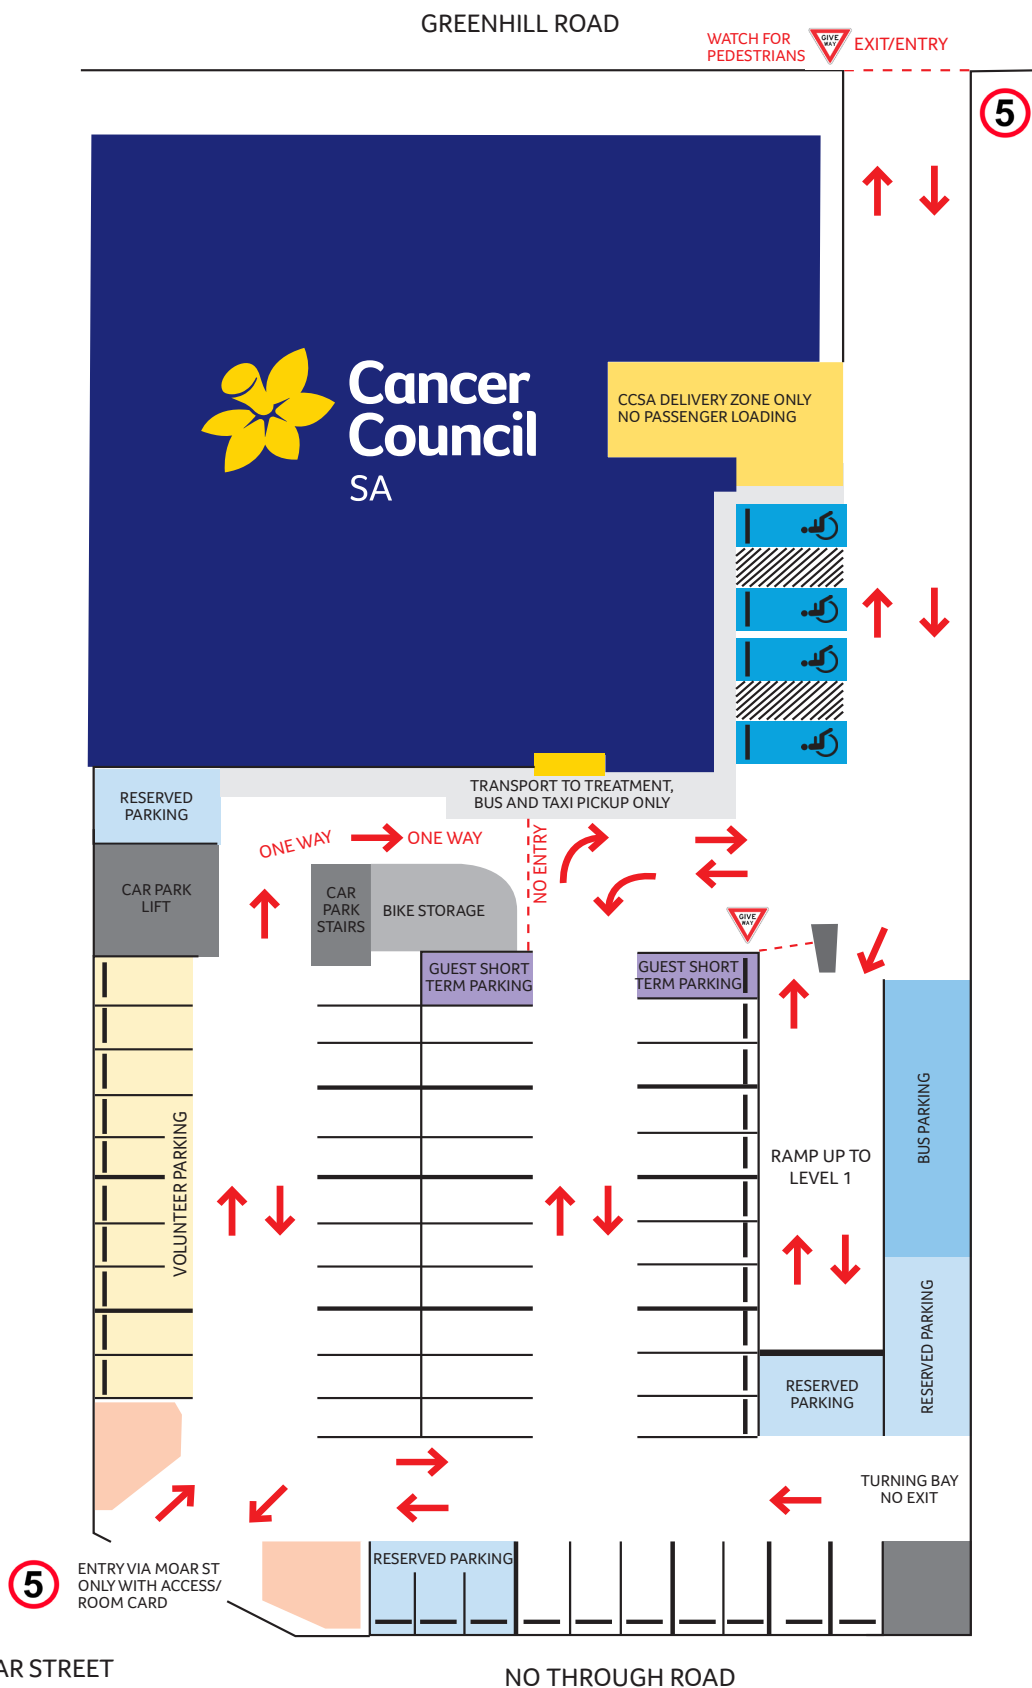 GREENHILL ROAD
WATCH FOR
PEDESTRIANS
GIVE
WAY
EXIT/ENTRY
5
Cancer
Council
SA
CCSA DELIVERY ZONE ONLY
NO PASSENGER LOADING
RESERVED
PARKING
TRANSPORT TO TREATMENT,
BUS AND TAXI PICKUP ONLY
ONE WAY
ONE WAY
NO ENTRY
CAR PARK
LIFT
CAR
PARK
STAIRS
BIKE STORAGE
GIVE
WAY
GUEST SHORT
TERM PARKING
GUEST SHORT
TERM PARKING
VOLUNTEER PARKING
RAMP UP TO
LEVEL 1
BUS PARKING
RESERVED PARKING
RESERVED
PARKING
TURNING BAY
NO EXIT
5
ENTRY VIA MOAR ST
ONLY WITH ACCESS/
ROOM CARD
RESERVED PARKING
AR STREET
NO THROUGH ROAD